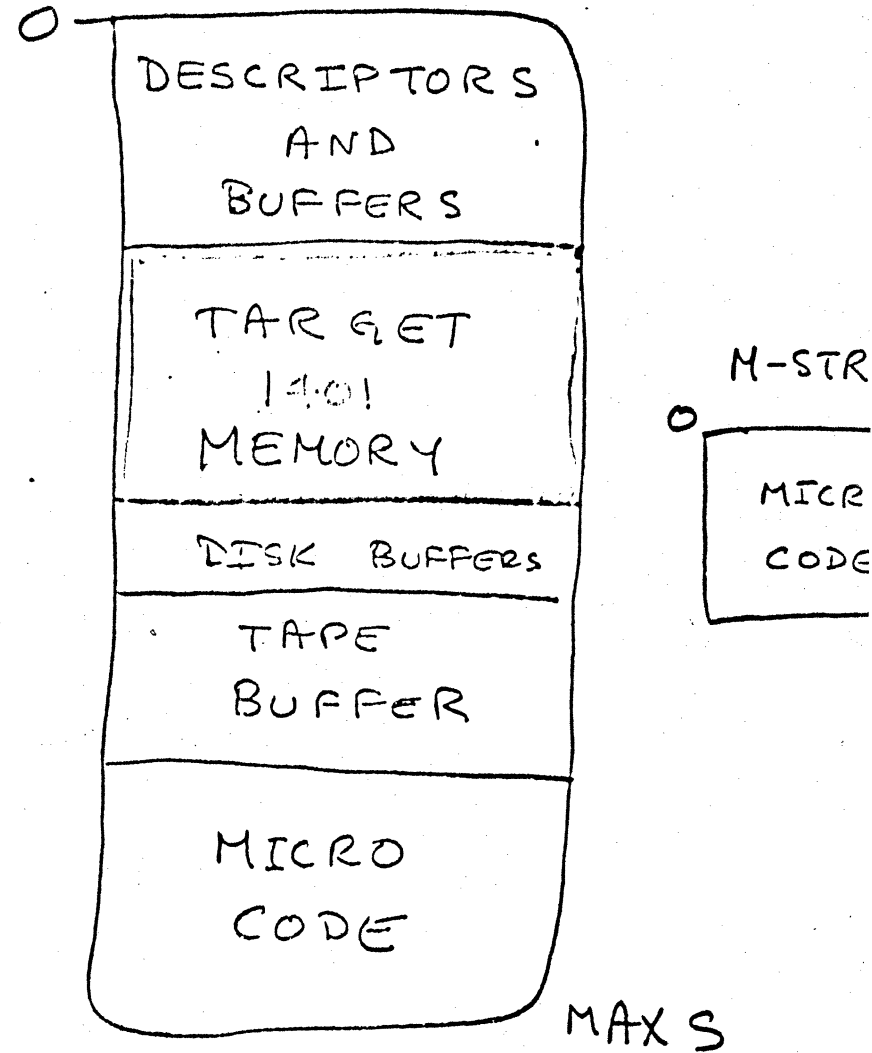 0
DESCRIPTORS
AND
BUFFERS
TARGET
1401
MEMORY
DISK BUFFERS
TAPE
BUFFER
MICRO
CODE
MAX S
M-STR
0
MICR
CODE